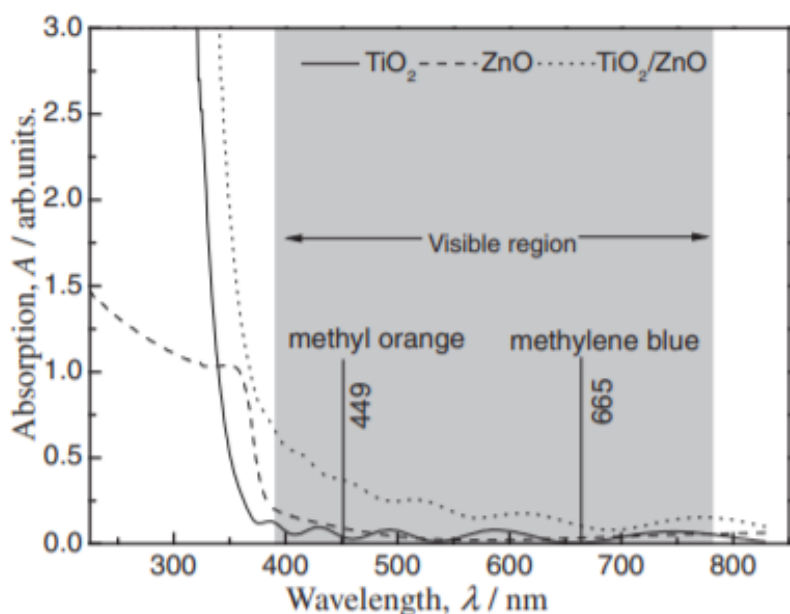 3.0
TiO2 ZnO TiO2/ZnO
2.5
2.0
Visible region
1.5
methyl orange methylene blue
1.0
449 665
0.5
0.0
300 400 500 600 700 800
Absorption, A / arb.units.
Wavelength, λ / nm